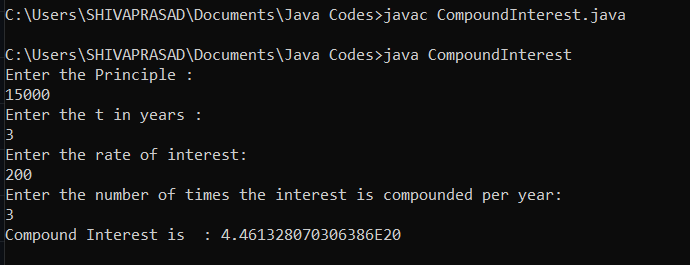 C:\Users\SHIVAPRASAD\Documents\Java Codes>javac CompoundInterest.java
C:\Users\SHIVAPRASAD\Documents\Java Codes>java CompoundInterest
Enter the Principle :
15000
Enter the t in years :
3
Enter the rate of interest:
200
Enter the number of times the interest is compounded per year:
3
Compound Interest is  : 4.461328070306386E20